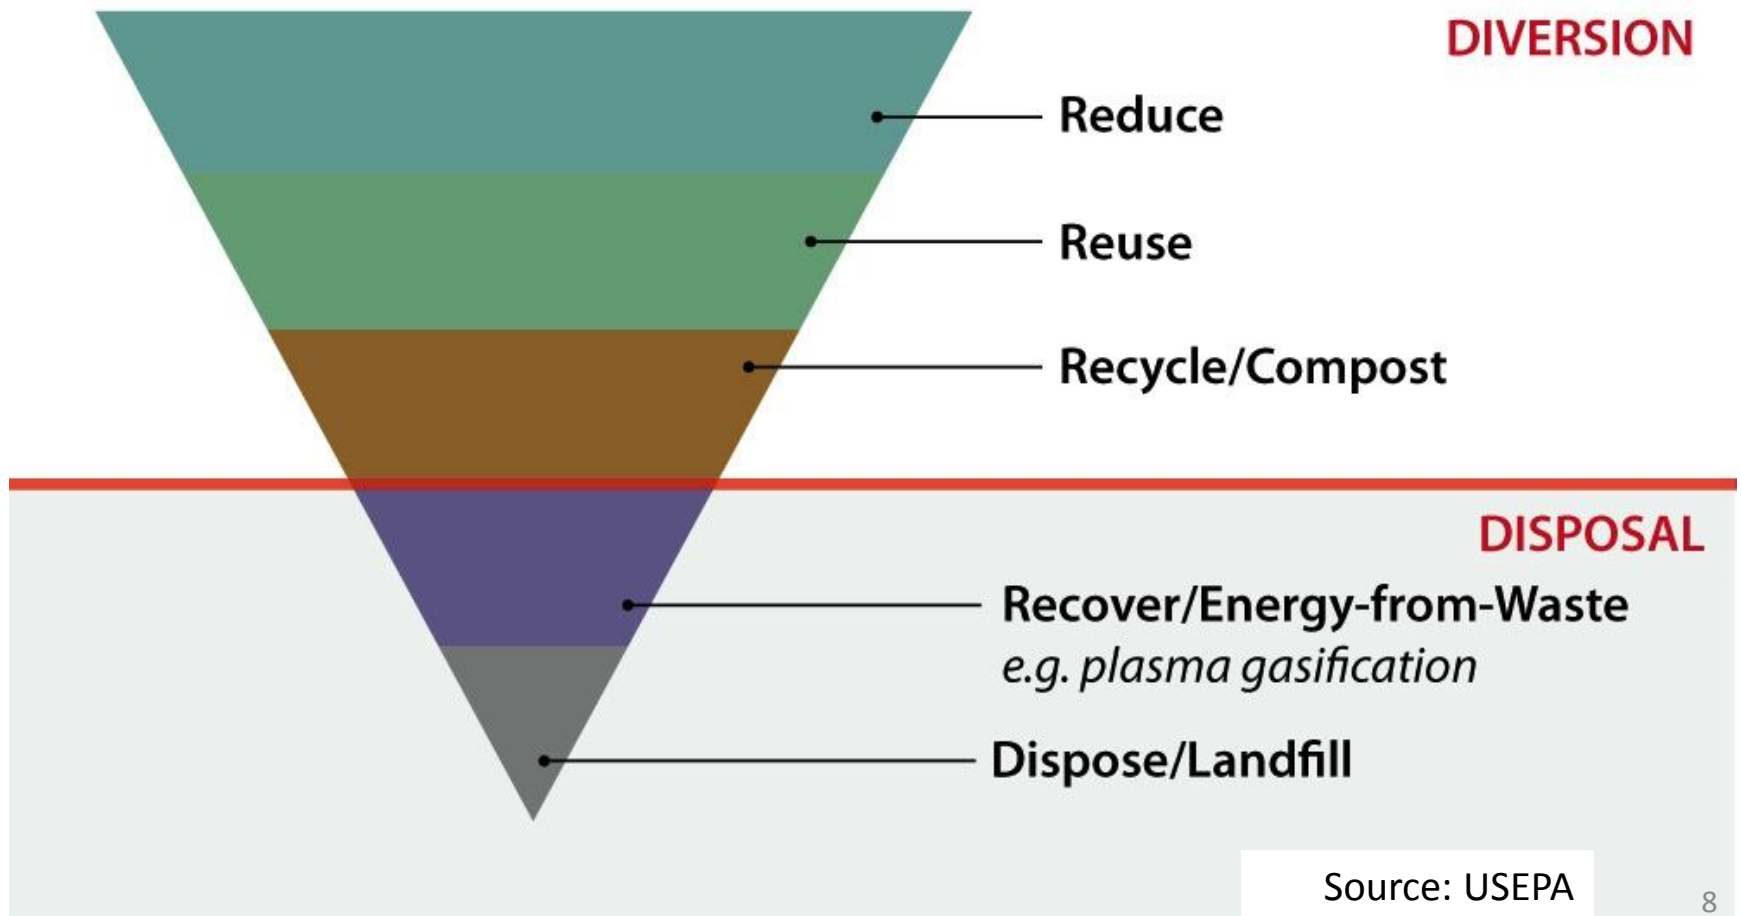 DIVERSION
Reduce
Reuse
Recycle/Compost
DISPOSAL
Recover/Energy-from-Waste
e.g. plasma gasification
Dispose/Landfill
Source: USEPA
8